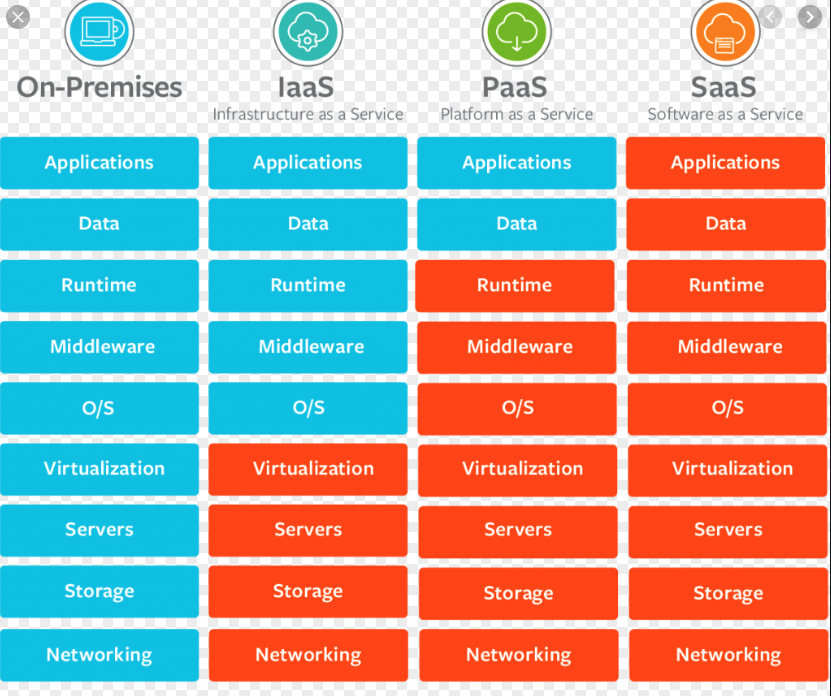 On-Premises IaaS PaaS SaaS
Infrastructure as a Service Platform as a Service Software as a Service
Applications Applications Applications Applications
Data Data Data Data
Runtime Runtime Runtime Runtime
Middleware Middleware Middleware Middleware
O/S O/S O/S O/S
Virtualization Virtualization Virtualization Virtualization
Servers Servers Servers Servers
Storage Storage Storage Storage
Networking Networking Networking Networking